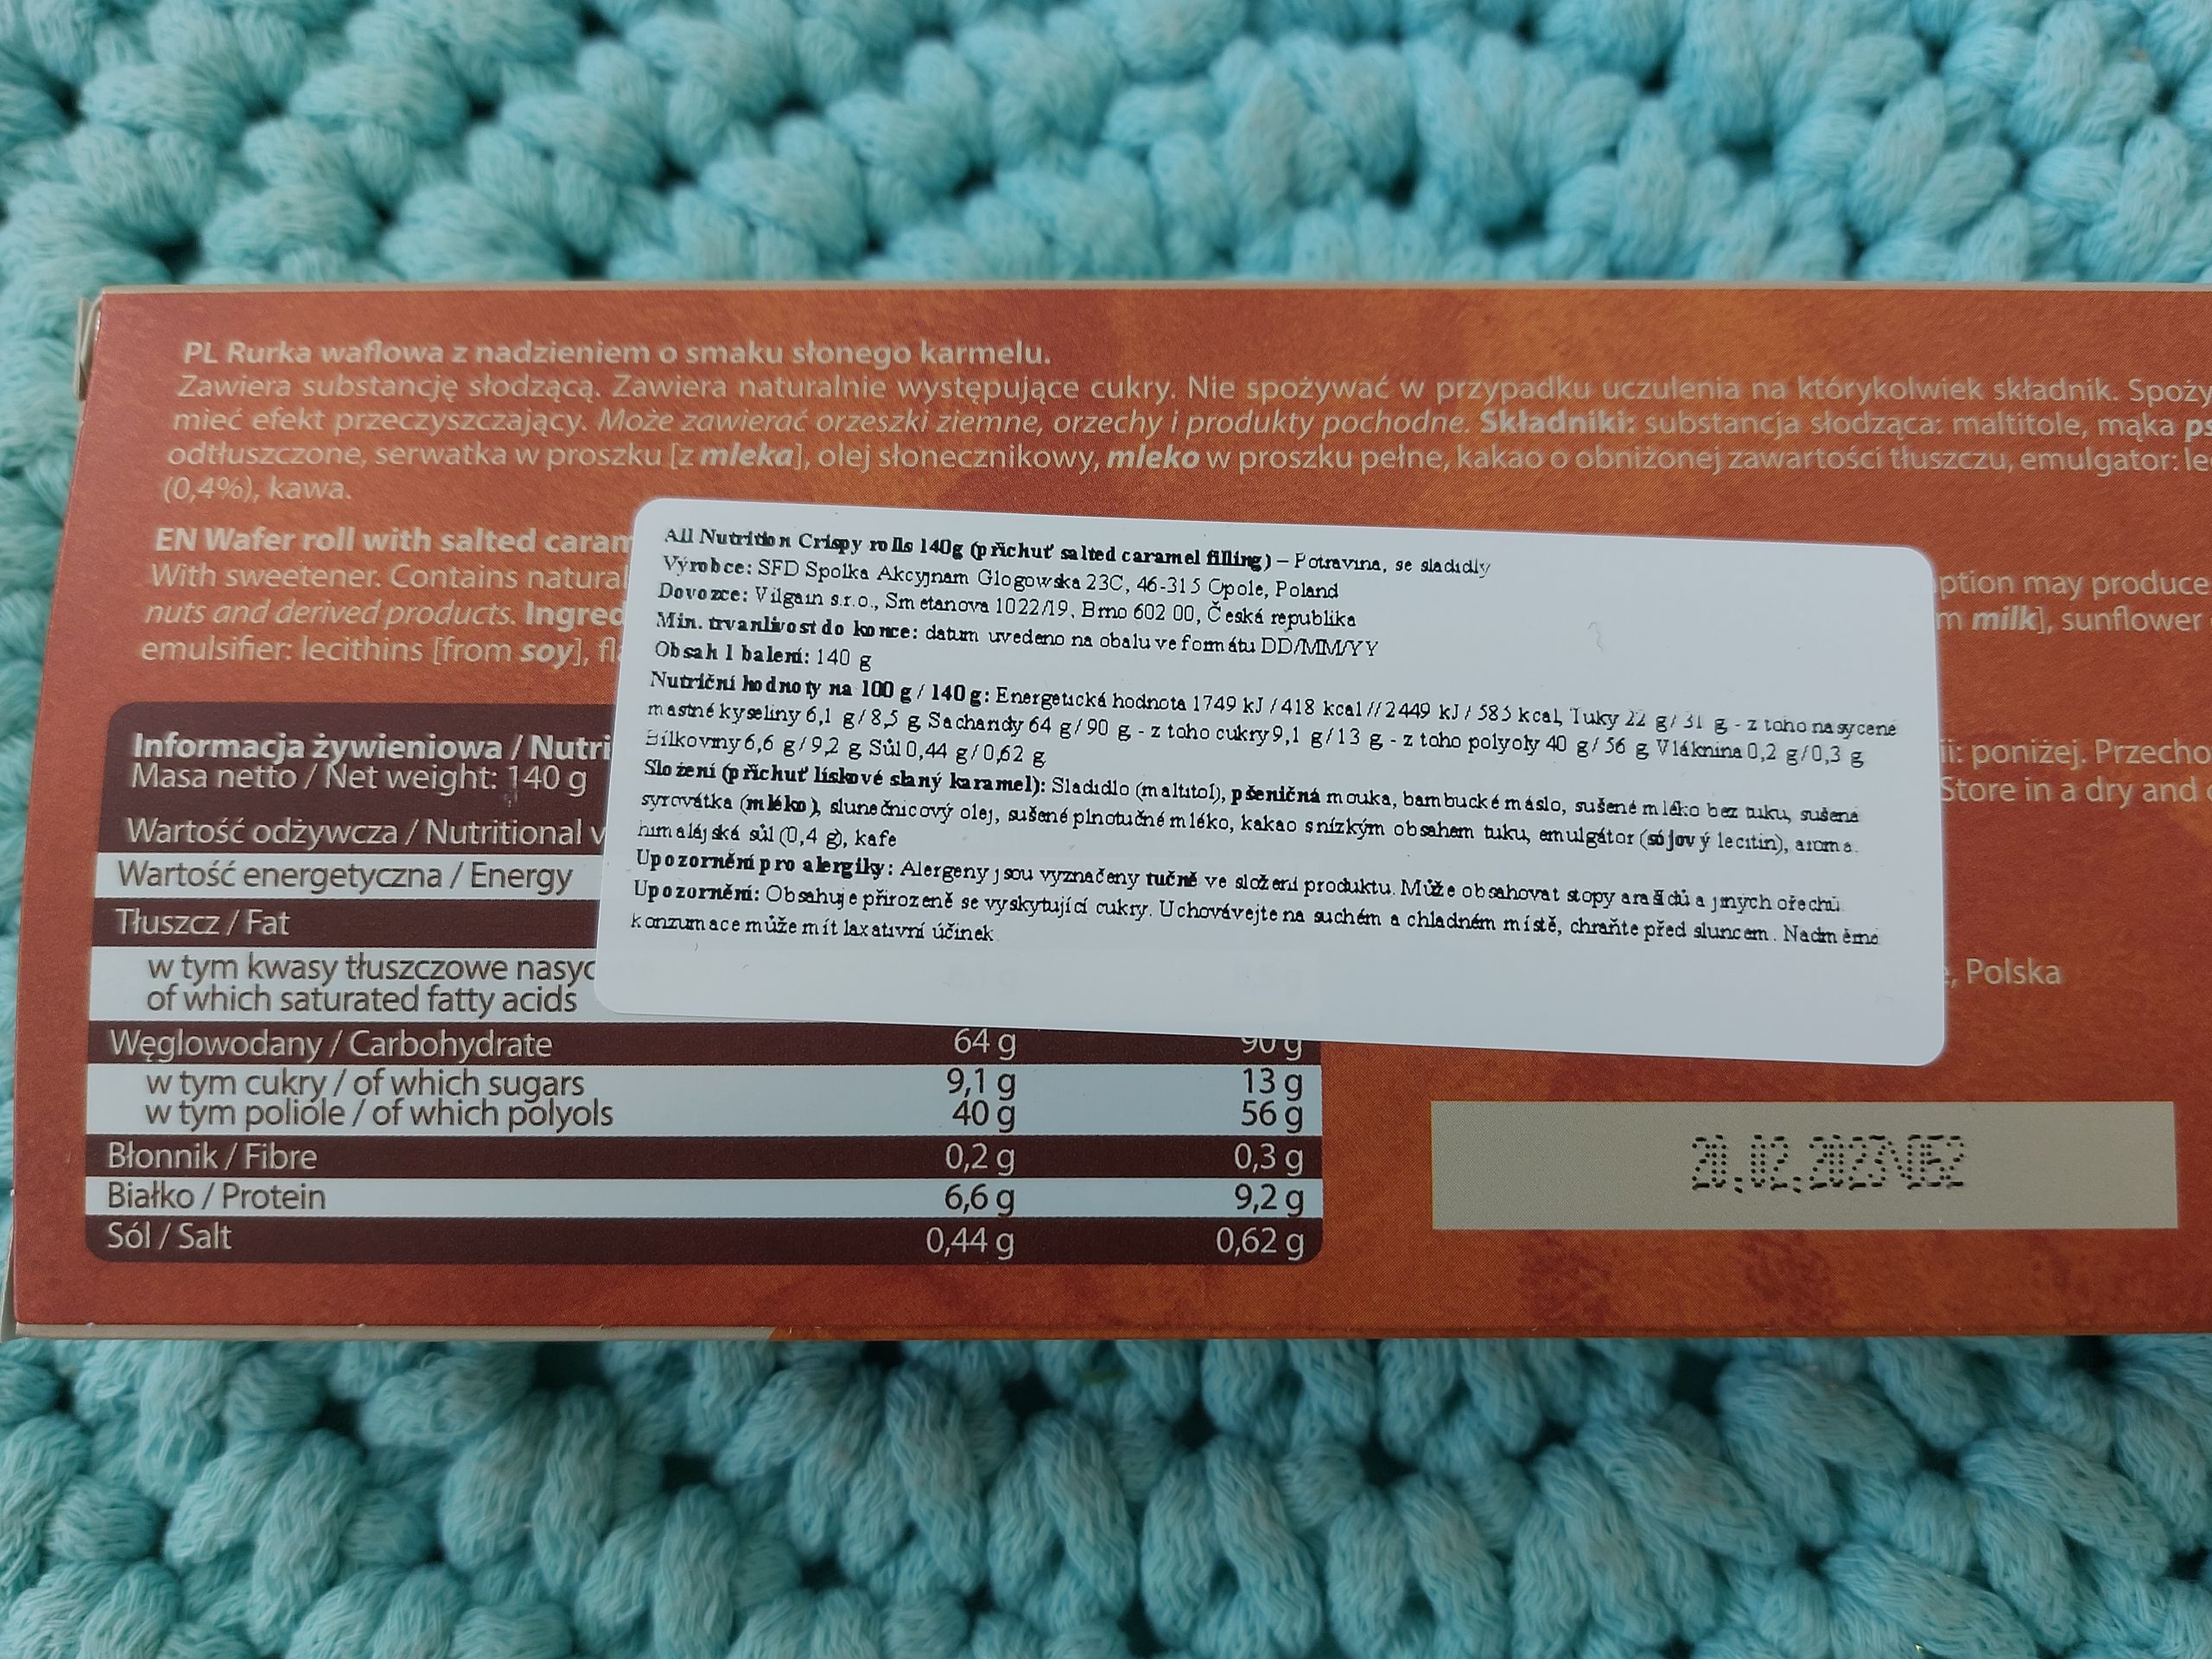 PL Rurka waflowa z nadzieniem o smaku słonego karmelu.
Zawiera substancję słodzącą. Zawiera naturalnie występujące cukry. Nie spożywać w przypadku uczulenia na którykolwiek składnik.
mieć efekt przeczyszczający. Może zawierać orzeszki ziemne, orzechy i produkty pochodne. Składniki: substancja słodząca: maltitole, mąka
odtłuszczone, serwatka w proszku [z mleka], olej słonecznikowy, mleko w proszku pełne, kakao o obniżonej zawartości tłuszczu, emulgator:
(0,4%), kawa.
EN Wafer roll with salted
With sweetener. Contains
nuts and derived products.
emulsifier: lecithins [from soy],
All Nutrition Crispy rolls 140g (příchuť salted caramel filling) – Potravina, se sladidly
Výrobce: SFD Spolka Akcyjnam Glogowska 23C, 46-315 Opole, Poland
Dovozce: Vilgain s.r.o., Smetanova 1022/19, Brno 602 00, Česká republika
Min. trvanlivost do konce: datum uvedeno na obalu ve formátu DD/MM/YY
Obsah 1 balení: 140 g
Nutriční hodnoty na 100 g / 140 g: Energetická hodnota 1749 kJ / 418 kcal // 2449 kJ / 585 kcal, Tuky 22 g/ 31 g - z toho nasycené
mastné kyseliny 6,1 g/ 8,5 g Sacharidy 64 g/ 90 g - z toho cukry 9,1 g/ 13 g - z toho polyoly 40 g/ 56 g Vláknina 0,2 g/0,3 g
Bílkoviny 6,6 g/ 9,2 g Sůl 0,44 g/ 0,62 g
Složení (příchuť lískové slaný karamel): Sladidlo (maltitol), pšeničná mouka, bambucké máslo, sušené mléko bez tuku, sušená
syrovátka (mléko), slunečnicový olej, sušené plnotučné mléko, kakao s nízkým obsahem tuku, emulgátor (sójový lecitin), aroma.
himalájská sůl (0,4 g), kafe
Upozornění pro alergiky: Alergeny jsou vyznačeny tučně ve složení produktu. Může obsahovat stopy arašídů a jiných ořechů.
Upozornění: Obsahuje přirozeně se vyskytující cukry. Uchovávejte na suchém a chladném místě, chraňte před sluncem. Nadměrné
konzumace může mít laxativní účinek
may produce
milk], sunflower
poniżej.
Store in a dry and
, Polska
Informacja żywieniowa /
Masa netto / Net weight: 140 g
Wartość odżywcza / Nutritional
Wartość energetyczna / Energy
Tłuszcz / Fat
w tym kwasy tłuszczowe
of which saturated fatty acids
Węglowodany / Carbohydrate 64 g 90 g
w tym cukry / of which sugars 9,1 g 13 g
w tym poliole / of which polyols 40 g 56 g
Błonnik / Fibre 0,2 g 0,3 g
Białko / Protein 6,6 g 9,2 g
Sól / Salt 0,44 g 0,62 g
20.02.2023